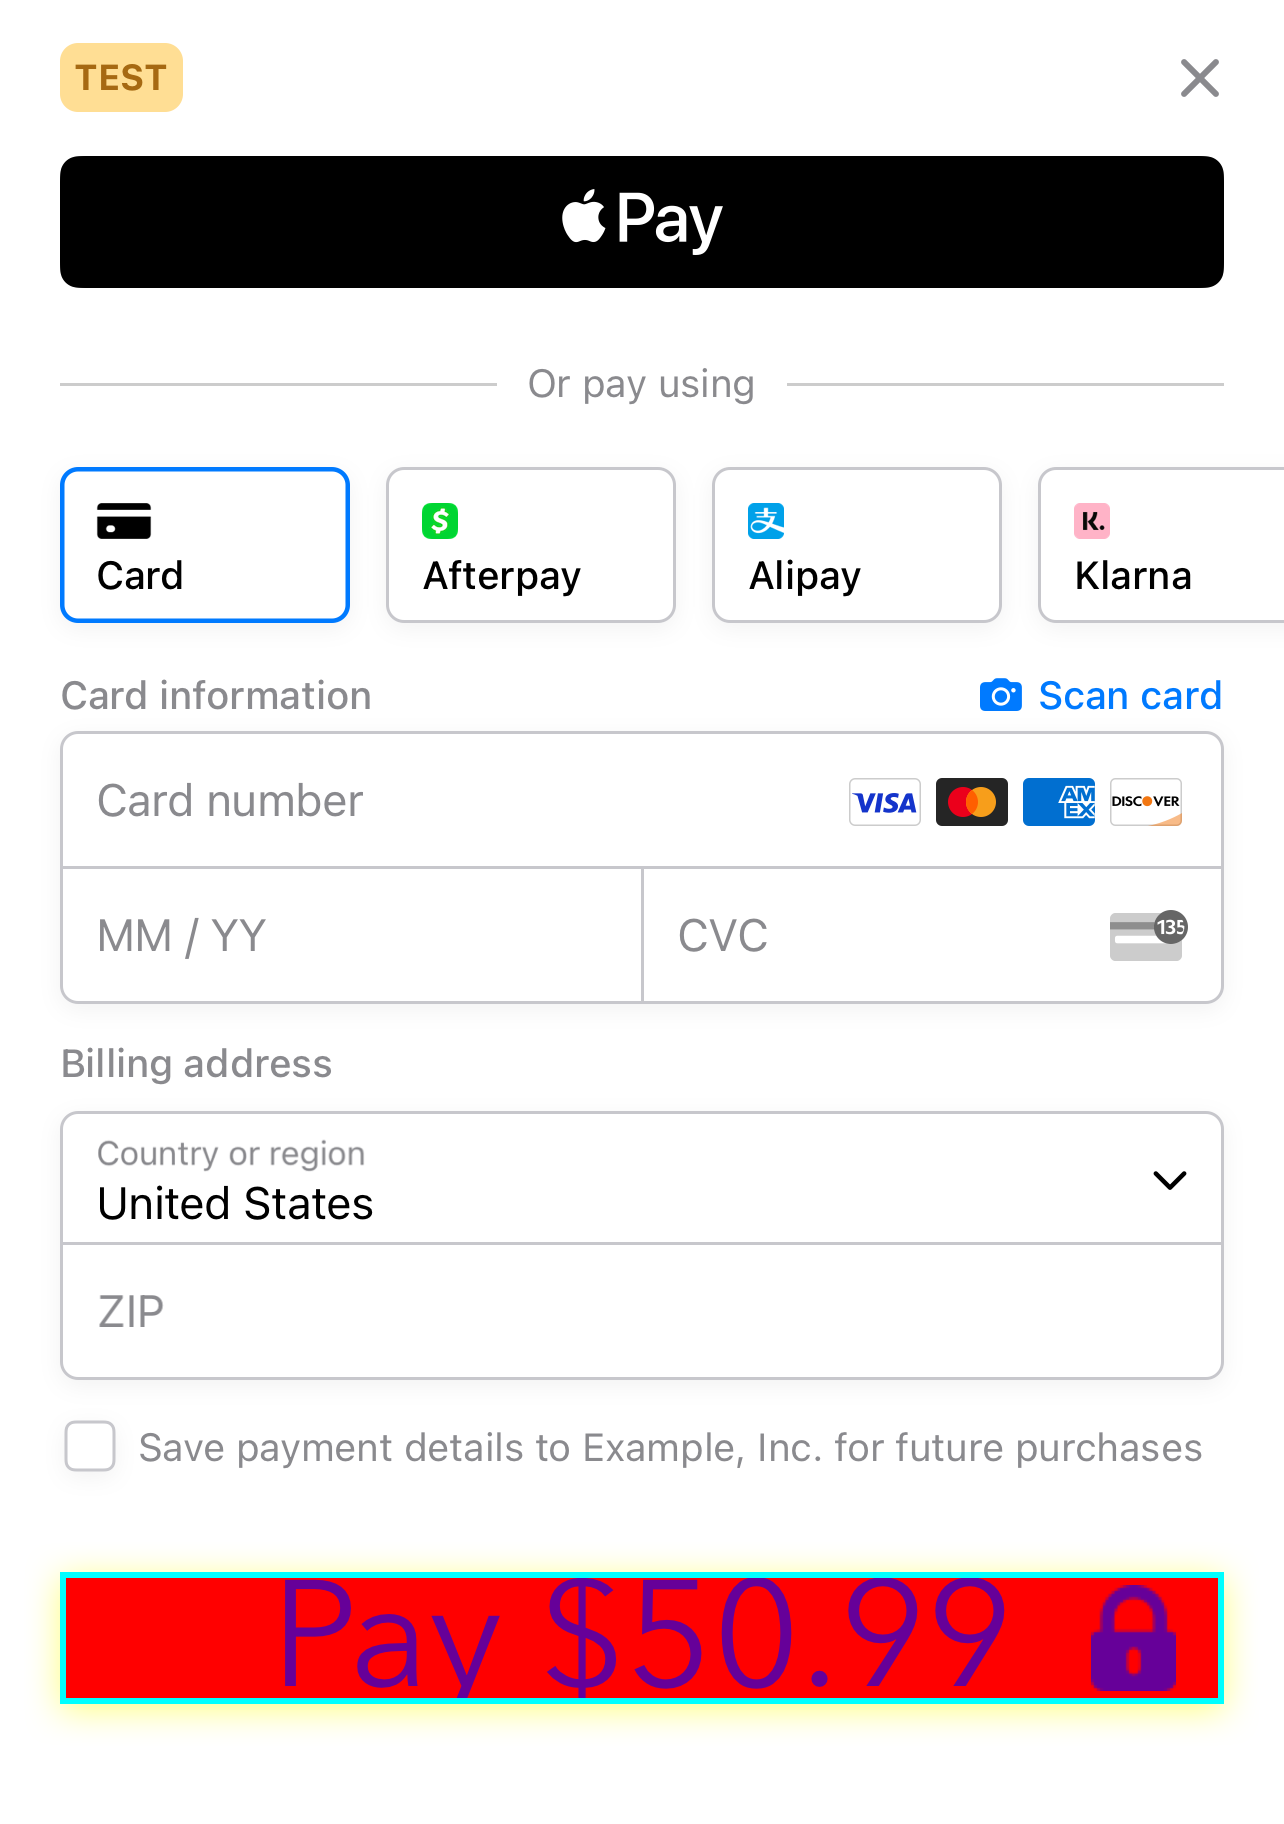 TEST
Pay
Or pay using
Card
Afterpay
Alipay
Klarna
Card information
Scan card
Card number
VISA
AM
EX
DISCOVER
MM / YY
CVC
135
Billing address
Country or region
United States
ZIP
Save payment details to Example, Inc. for future purchases
Pay $50.99